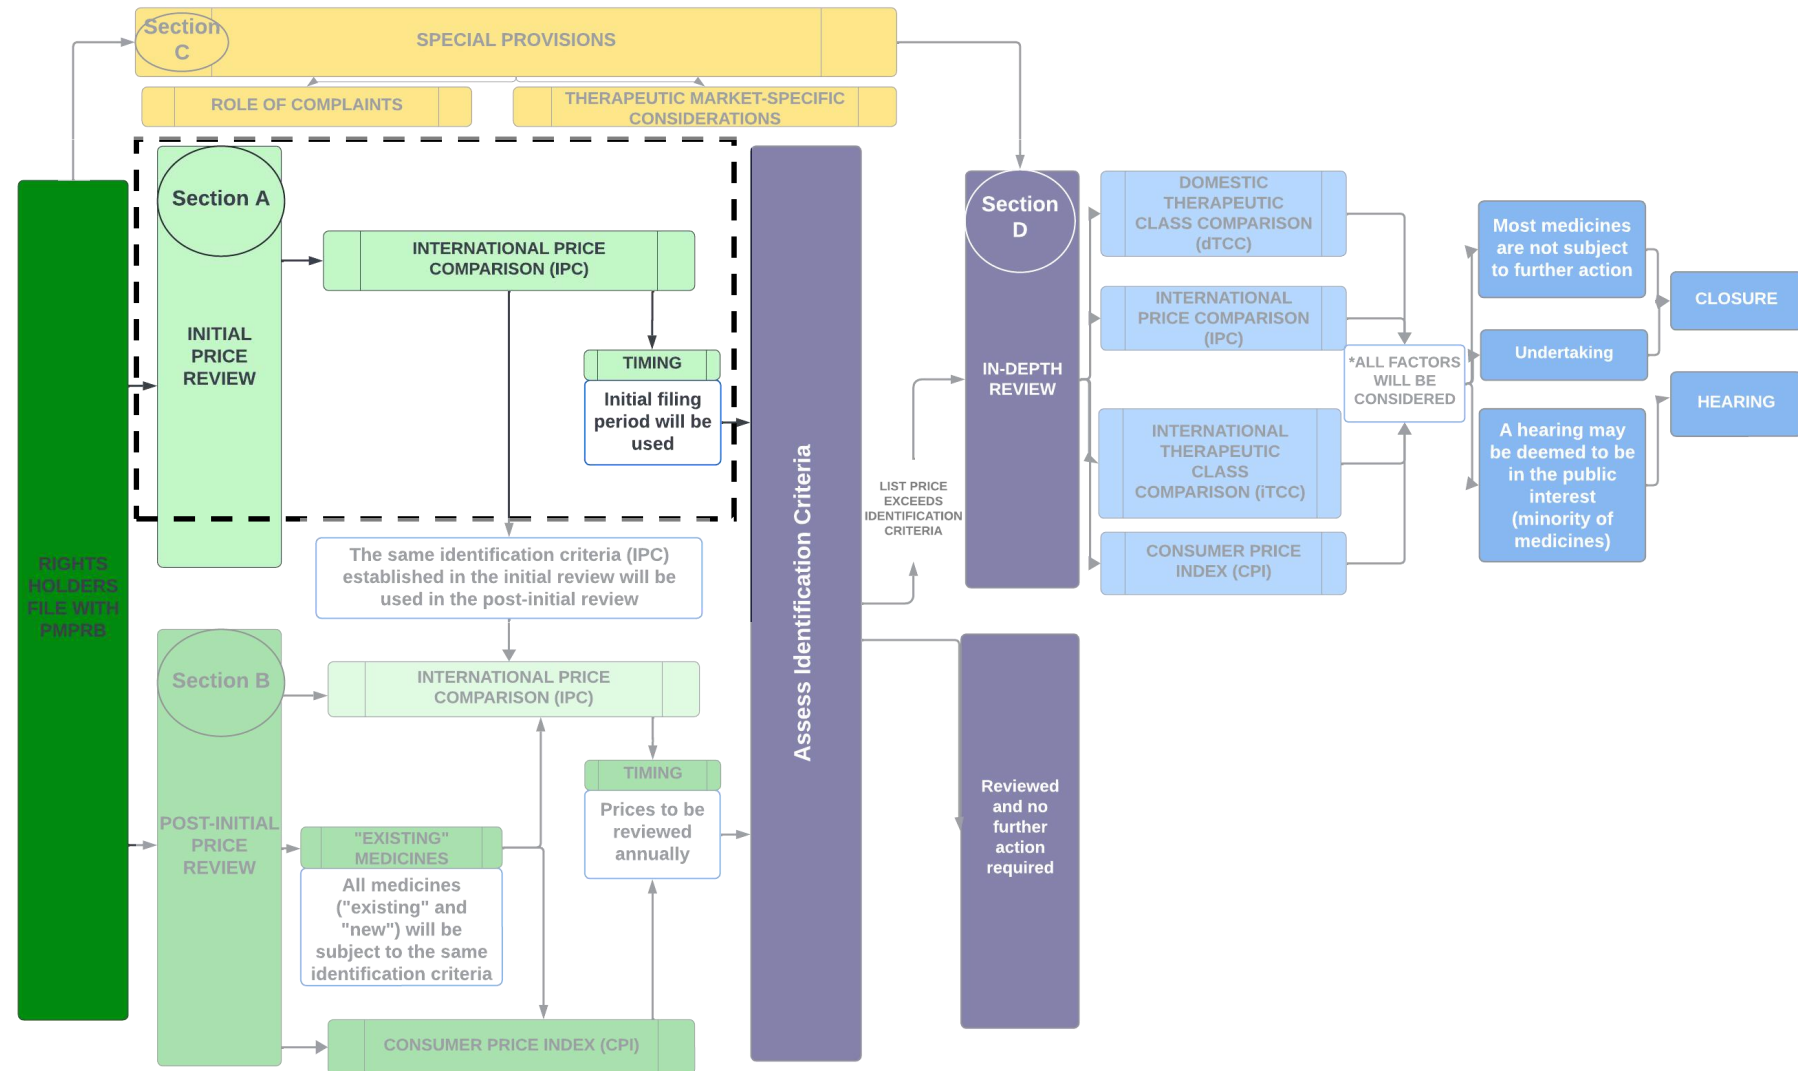 Section
C
SPECIAL PROVISIONS
ROLE OF COMPLAINTS
THERAPEUTIC MARKET-SPECIFIC
CONSIDERATIONS
RIGHTS
HOLDERS
FILE WITH
PMPRB
Section A
INITIAL
PRICE
REVIEW
INTERNATIONAL PRICE
COMPARISON (IPC)
TIMING
Initial filing
period will be
used
The same identification criteria (IPC)
established in the initial review will be
used in the post-initial review
Section B
POST-INITIAL
PRICE
REVIEW
INTERNATIONAL PRICE
COMPARISON (IPC)
TIMING
Prices to be
reviewed
annually
"EXISTING"
MEDICINES
All medicines
("existing" and
"new") will be
subject to the same
identification criteria
CONSUMER PRICE INDEX (CPI)
Assess Identification Criteria
LIST PRICE
EXCEEDS
IDENTIFICATION
CRITERIA
Section
D
IN-DEPTH
REVIEW
Reviewed
and no
further
action
required
DOMESTIC
THERAPEUTIC
CLASS COMPARISON
(dTCC)
INTERNATIONAL
PRICE COMPARISON
(IPC)
INTERNATIONAL
THERAPEUTIC
CLASS
COMPARISON (iTCC)
CONSUMER PRICE
INDEX (CPI)
*ALL FACTORS
WILL BE
CONSIDERED
Most medicines
are not subject
to further action
Undertaking
A hearing may
be deemed to be
in the public
interest
(minority of
medicines)
CLOSURE
HEARING